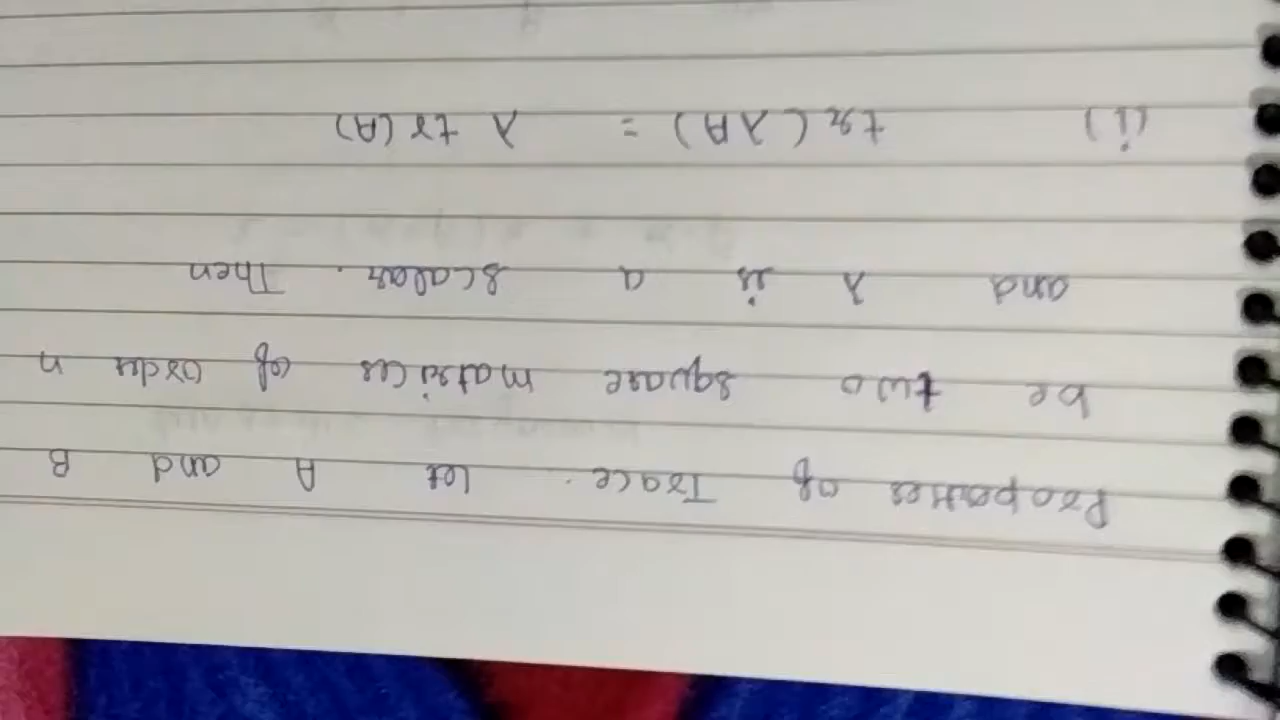 Properties of Trace. Let A and B
be two square matrices of order n
and λ is a scalar. Then
(i) tr(λA) = λ tr(A)